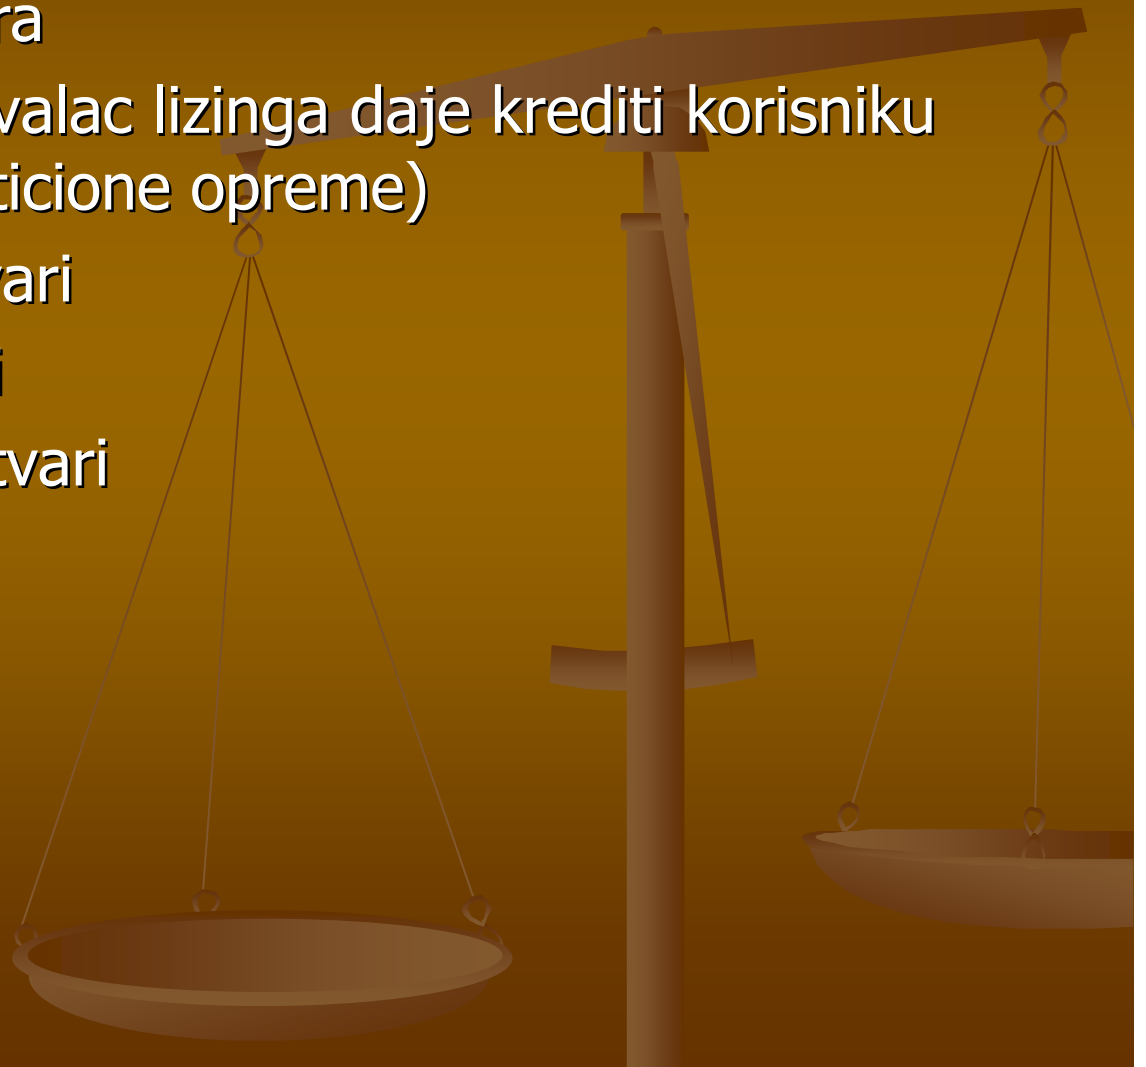 ra
valac lizinga daje krediti korisniku
ticione opreme)
vari
i
tvari